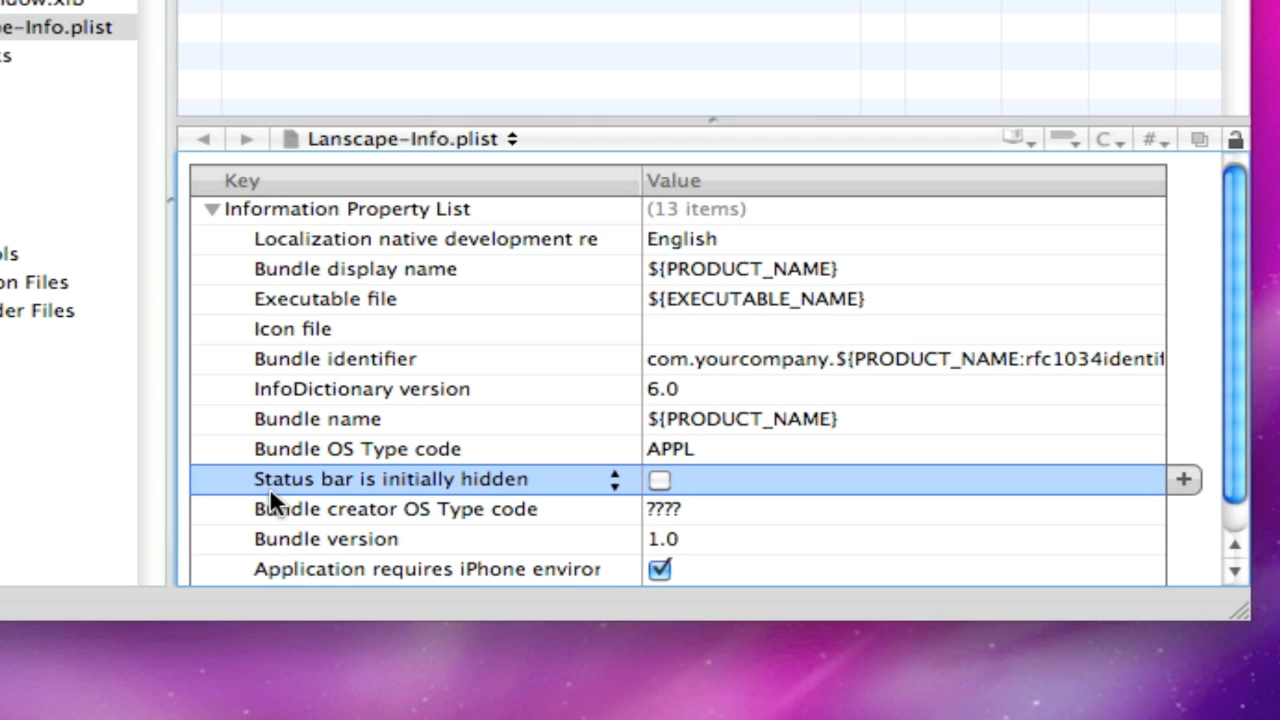 e-Info.plist
Lanscape-Info.plist
C
#
Key Value
Information Property List (13 items)
Localization native development re English
Bundle display name ${PRODUCT_NAME}
Executable file ${EXECUTABLE_NAME}
Icon file
Bundle identifier com.yourcompany.${PRODUCT_NAME:rfc1034identif
InfoDictionary version 6.0
Bundle name ${PRODUCT_NAME}
Bundle OS Type code APPL
Status bar is initially hidden
Bundle creator OS Type code ????
Bundle version 1.0
Application requires iPhone enviror
ls
on Files
der Files